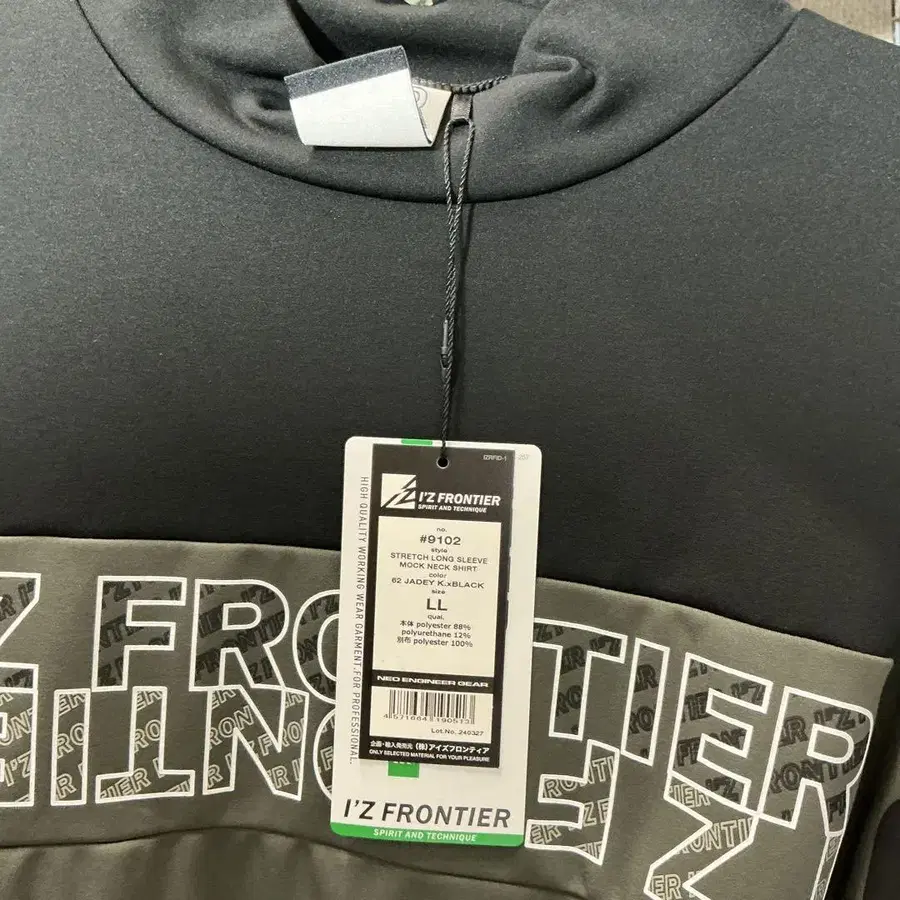 IZRFID-1
I'Z FRONTIER
SPIRIT AND TECHNIQUE
no.
#9102
style
STRETCH LONG SLEEVE
MOCK NECK SHIRT
color
62 JADEY K.xBLACK
size
LL
qual.
本体 polyester 88%
polyurethane 12%
別布 polyester 100%
NEO ENGINEER GEAR
4571664190513
Lot.No. 240327
企画・輸入発売元 (株)アイズフロンティア
ONLY SELECTED MATERIAL FOR YOUR PLEASURE
HIGH QUALITY WORKING WEAR GARMENT.FOR PROFESSIONAL.
I'Z FRONTIER
SPIRIT AND TECHNIQUE
Z FRONTIER